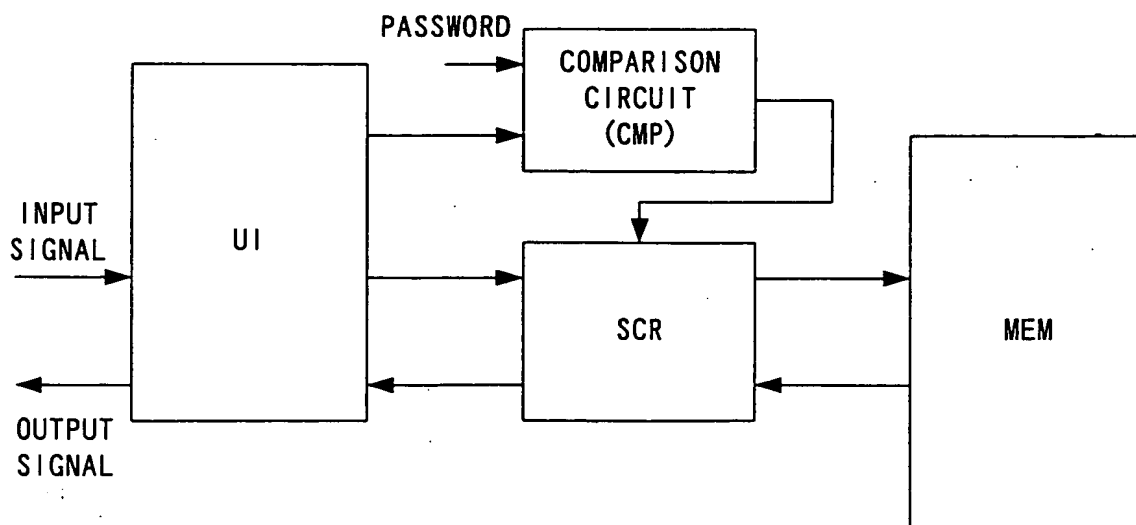 PASSWORD
COMPARISON
CIRCUIT
(CMP)
INPUT
SIGNAL
UI
SCR
MEM
OUTPUT
SIGNAL